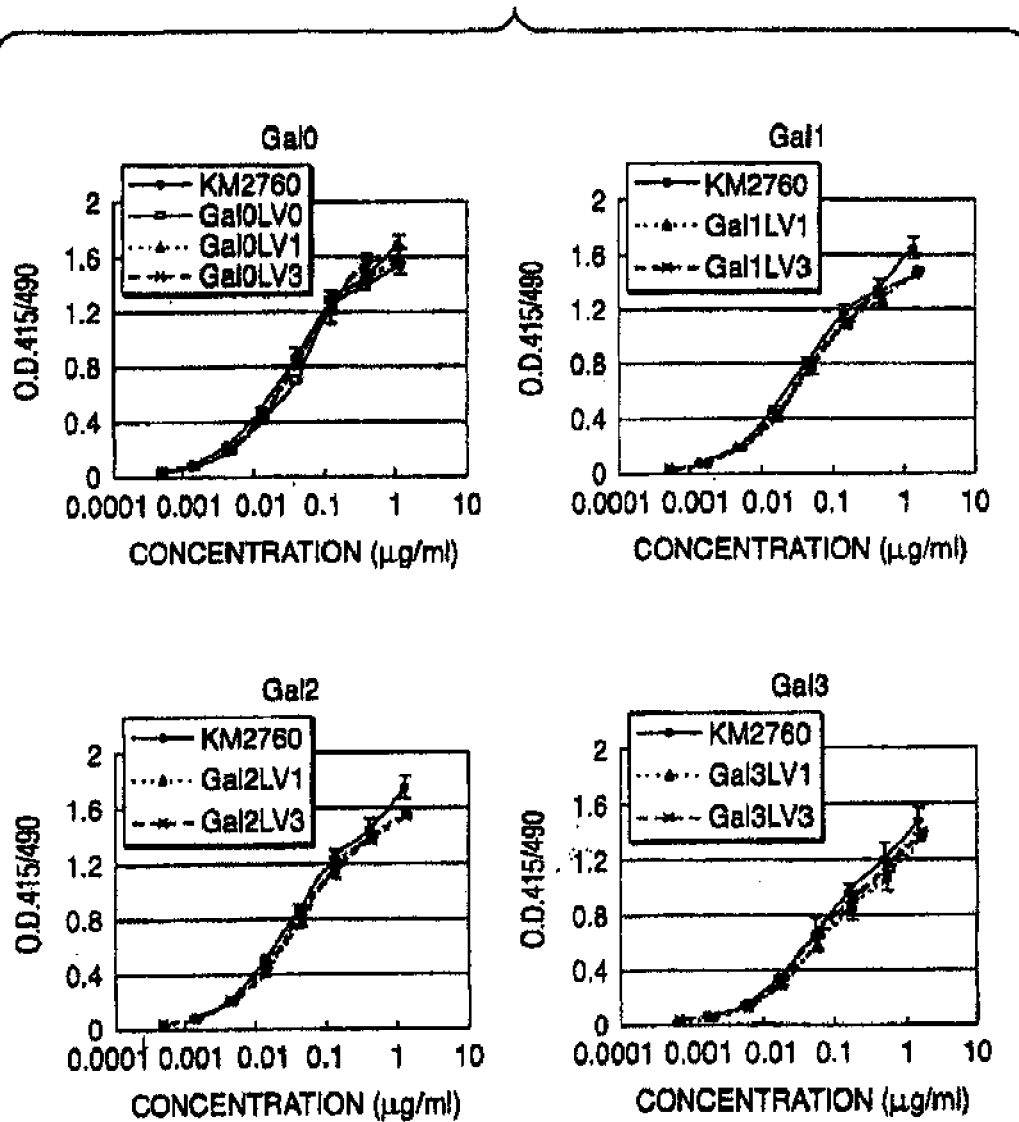 Gal0
KM2760
Gal0LV0
Gal0LV1
Gal0LV3
2
1.6
1.2
0.8
0.4
0
O.D.415/490
0.0001 0.001 0.01 0.1 1 10
CONCENTRATION (µg/ml)
Gal1
KM2760
Gal1LV1
Gal1LV3
2
1.6
1.2
0.8
0.4
0
O.D.415/490
0.0001 0.001 0.01 0.1 1 10
CONCENTRATION (µg/ml)
Gal2
KM2760
Gal2LV1
Gal2LV3
2
1.6
1.2
0.8
0.4
0
O.D.415/490
0.0001 0.001 0.01 0.1 1 10
CONCENTRATION (µg/ml)
Gal3
KM2760
Gal3LV1
Gal3LV3
2
1.6
1.2
0.8
0.4
0
O.D.415/490
0.0001 0.001 0.01 0.1 1 10
CONCENTRATION (µg/ml)